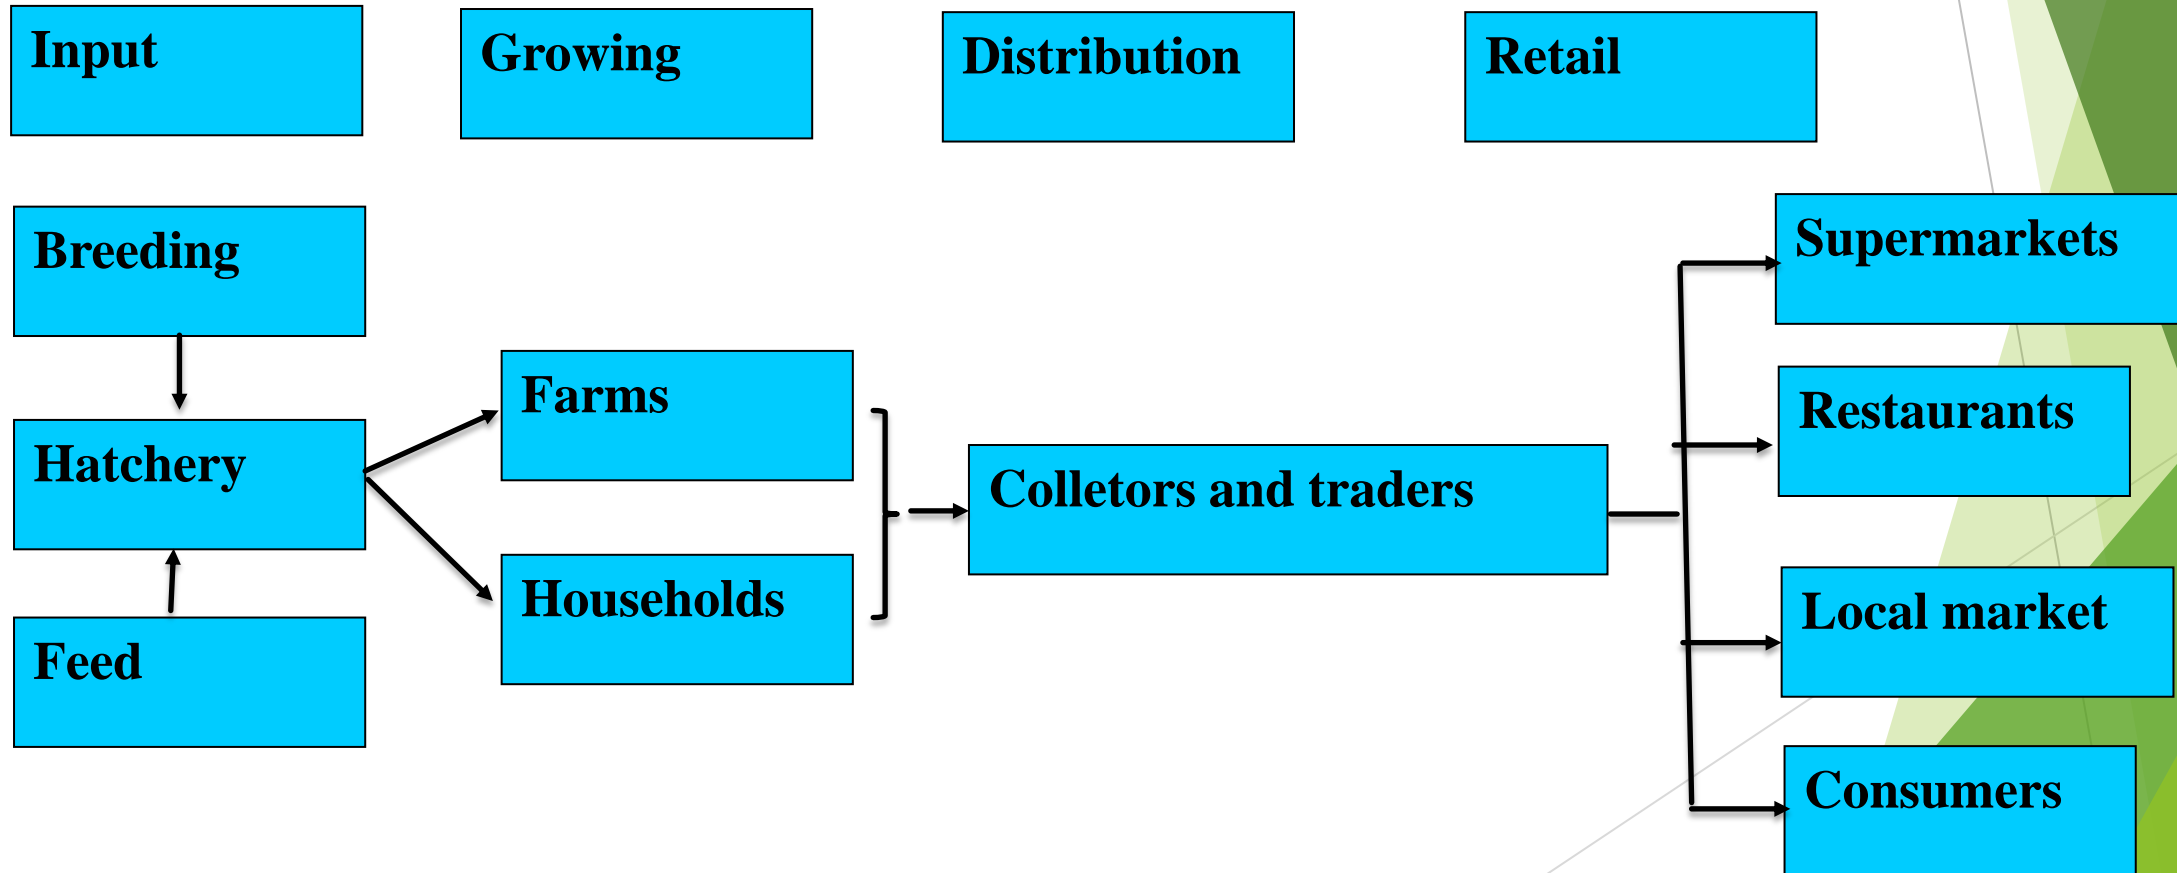 Input
Growing
Distribution
Retail
Breeding
Hatchery
Feed
Farms
Households
Colletors and traders
Supermarkets
Restaurants
Local market
Consumers